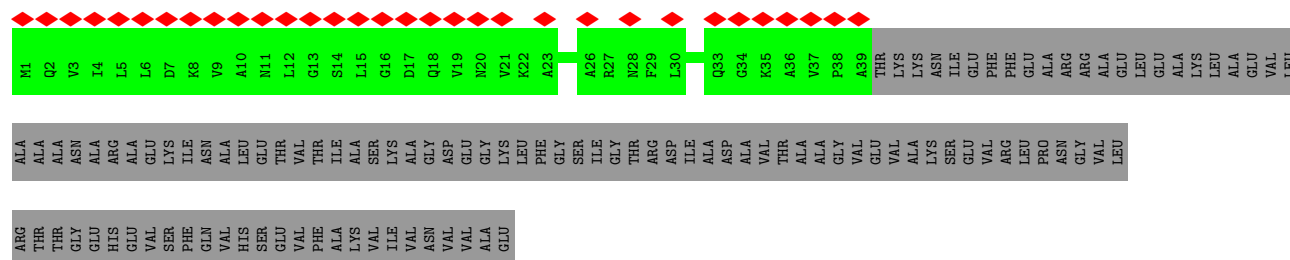 M1 Q2 V3 I4 L5 L6 D7 K8 V9 A10 N11 L12 G13 S14 L15 G16 D17 Q18 V19 N20 V21 K22 A23 A26 R27 N28 F29 L30 Q33 G34 K35 A36 V37 P38 A39 THR LYS LYS ASN ILE GLU PHE PHE GLU ALA ARG ARG ALA GLU LEU GLU ALA LYS LEU ALA GLU VAL LEU
ALA ALA ALA ASN ALA ARG ALA GLU LYS ILE ASN ALA LEU GLU THR VAL THR ILE ALA SER LYS ALA GLY ASP GLU GLY LYS LEU PHE GLY SER ILE GLY THR ARG ASP ILE ALA ASP ALA VAL THR ALA ALA GLY VAL GLU VAL ALA LYS SER GLU VAL ARG LEU PRO ASN GLY VAL LEU
ARG THR THR GLY GLU HIS GLU VAL SER PHE GLN VAL HIS SER GLU VAL PHE ALA LYS VAL ILE VAL ASN VAL VAL ALA GLU